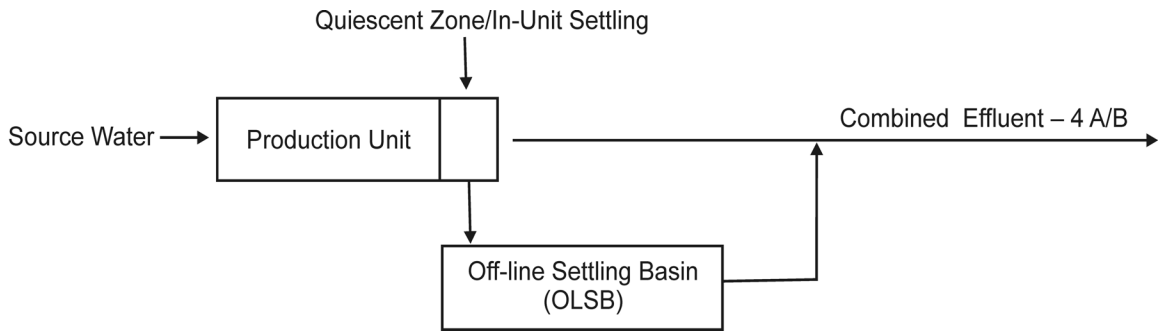 Quiescent Zone/In-Unit Settling
Source Water
Production Unit
Combined Effluent – 4 A/B
Off-line Settling Basin
(OLSB)